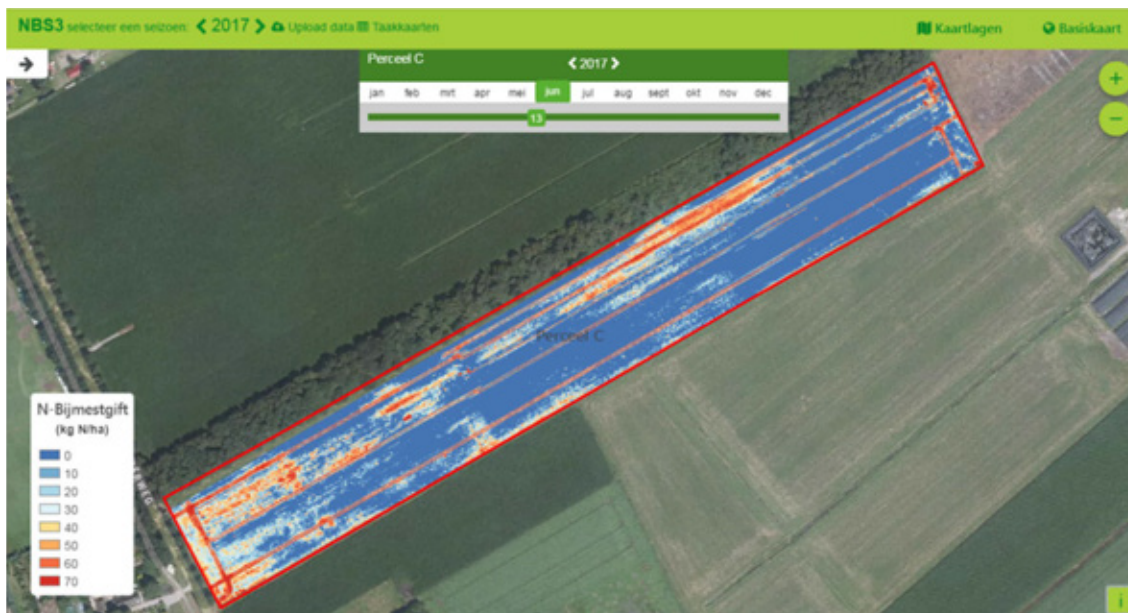 NBS3 selecteer een seizoen: 2017 Upload data Taakkaarten Kaartlagen Basiskaart
Perceel C 2017
jan feb mrt apr mei jun jul aug sept okt nov dec
13
Perceel C
N-Bijmestgift
(kg N/ha)
0
10
20
30
40
50
60
70